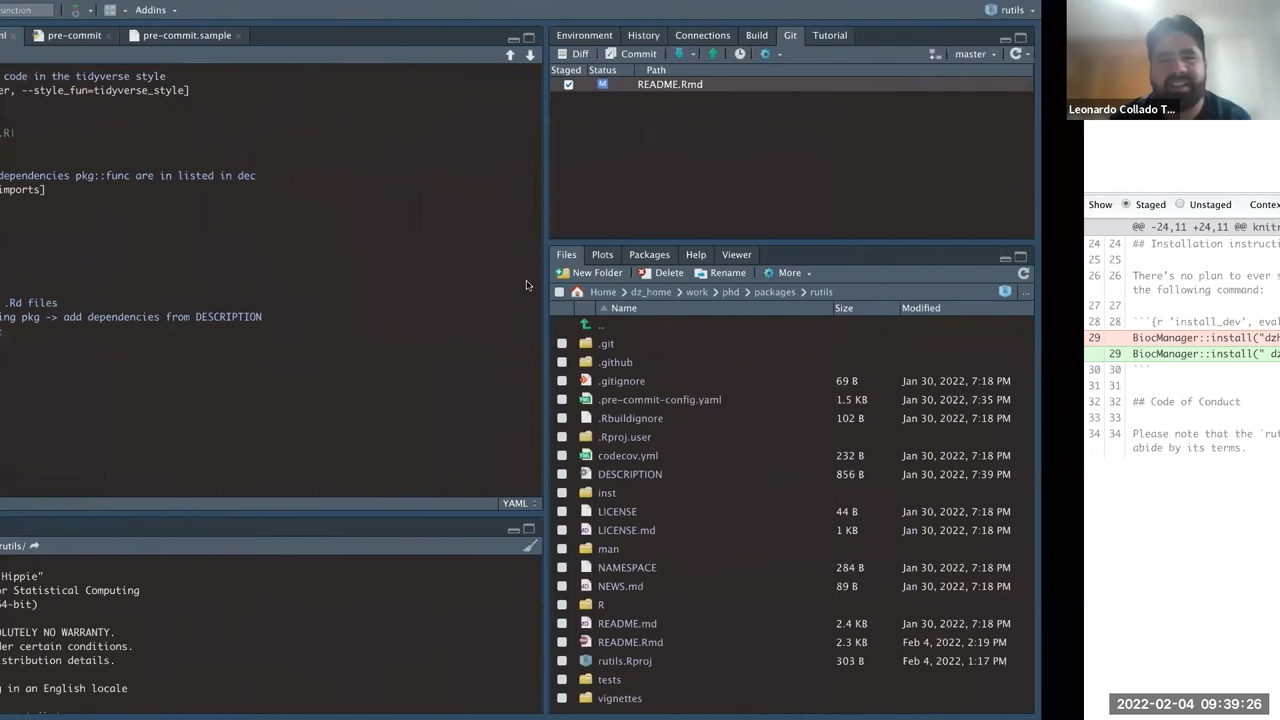 unction
Addins
rutils
ml
pre-commit
pre-commit.sample
code in the tidyverse style
er, --style_fun=tidyverse_style]
.R!
dependencies pkg::func are in listed in dec
imports]
.Rd files
ing pkg -> add dependencies from DESCRIPTION
YAML
rutils/
Hippie"
or Statistical Computing
64-bit)
OLUTELY NO WARRANTY.
der certain conditions.
istribution details.
g in an English locale
Environment History Connections Build Git Tutorial
Diff Commit master
Staged Status Path
M README.Rmd
Files Plots Packages Help Viewer
New Folder Delete Rename More
Home dz_home work phd packages rutils ...
Name Size Modified
..
.git
.github
.gitignore 69 B Jan 30, 2022, 7:18 PM
.pre-commit-config.yaml 1.5 KB Jan 30, 2022, 7:35 PM
.Rbuildignore 102 B Jan 30, 2022, 7:18 PM
.Rproj.user
codecov.yml 232 B Jan 30, 2022, 7:18 PM
DESCRIPTION 856 B Jan 30, 2022, 7:39 PM
inst
LICENSE 44 B Jan 30, 2022, 7:18 PM
LICENSE.md 1 KB Jan 30, 2022, 7:18 PM
man
NAMESPACE 284 B Jan 30, 2022, 7:18 PM
NEWS.md 89 B Jan 30, 2022, 7:18 PM
R
README.md 2.4 KB Jan 30, 2022, 7:18 PM
README.Rmd 2.3 KB Feb 4, 2022, 2:19 PM
rutils.Rproj 303 B Feb 4, 2022, 1:17 PM
tests
vignettes
Leonardo Collado T...
Show Staged Unstaged Contex
@@ -24,11 +24,11 @@ knitr
24 24 ## Installation instructi
25 25
26 26 There's no plan to ever s
the following command:
27 27
28 28 ```{r 'install_dev', eval
29 BiocManager::install("dzh
29 BiocManager::install(" dz
30 30 ```
31 31
32 32 ## Code of Conduct
33 33
34 34 Please note that the `rut
abide by its terms.
2022-02-04 09:39:26